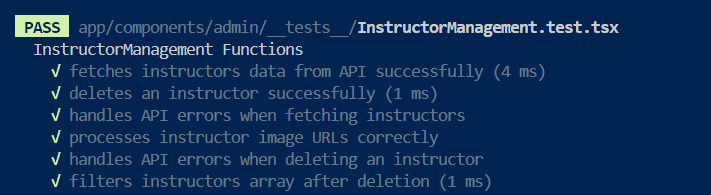 PASS app/components/admin/__tests__/InstructorManagement.test.tsx
InstructorManagement Functions
√ fetches instructors data from API successfully (4 ms)
√ deletes an instructor successfully (1 ms)
√ handles API errors when fetching instructors
√ processes instructor image URLs correctly
√ handles API errors when deleting an instructor
√ filters instructors array after deletion (1 ms)